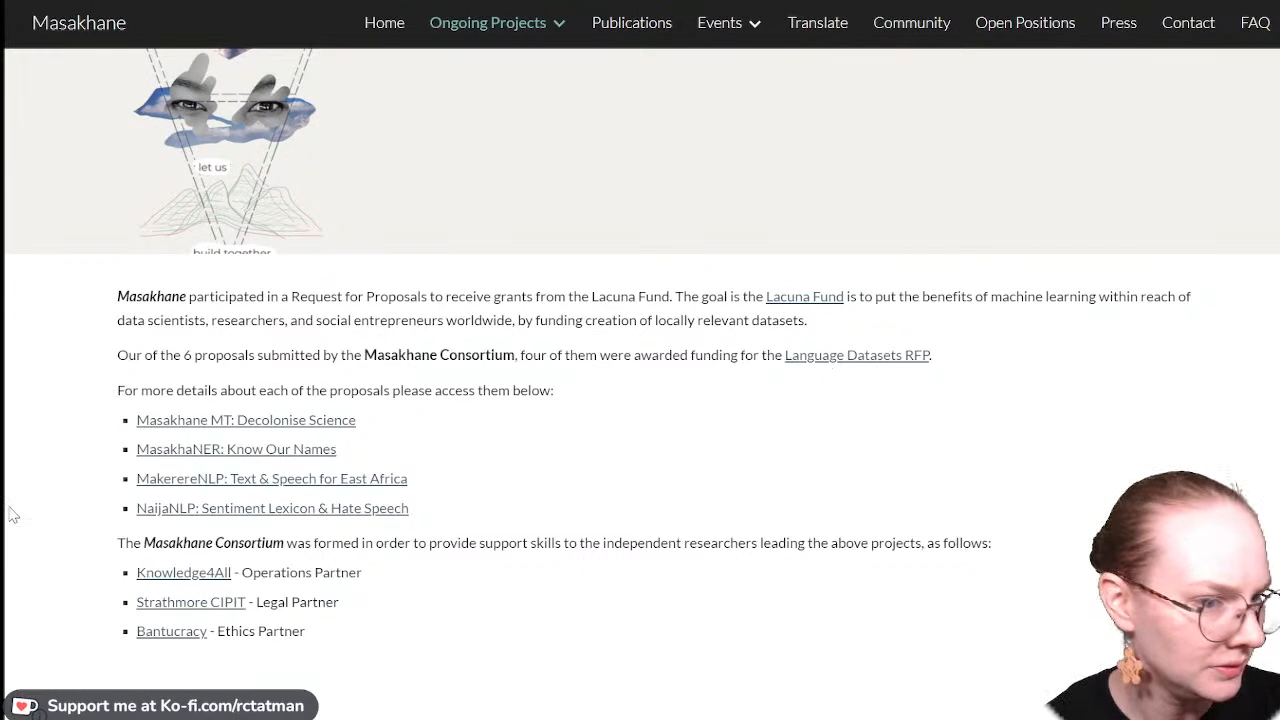 Masakhane
Home Ongoing Projects Publications Events Translate Community Open Positions Press Contact FAQ
let us
build together
Masakhane participated in a Request for Proposals to receive grants from the Lacuna Fund. The goal is the Lacuna Fund is to put the benefits of machine learning within reach of
data scientists, researchers, and social entrepreneurs worldwide, by funding creation of locally relevant datasets.
Our of the 6 proposals submitted by the Masakhane Consortium, four of them were awarded funding for the Language Datasets RFP.
For more details about each of the proposals please access them below:
Masakhane MT: Decolonise Science
MasakhaNER: Know Our Names
MakerereNLP: Text & Speech for East Africa
NaijaNLP: Sentiment Lexicon & Hate Speech
The Masakhane Consortium was formed in order to provide support skills to the independent researchers leading the above projects, as follows:
Knowledge4All - Operations Partner
Strathmore CIPIT - Legal Partner
Bantucracy - Ethics Partner
Support me at Ko-fi.com/rctatman